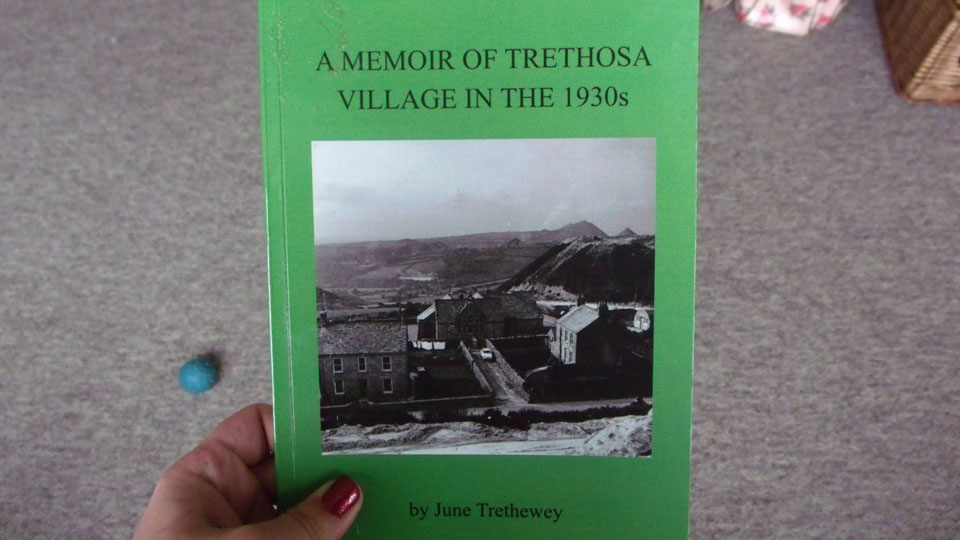 A MEMOIR OF TRETHOSA
VILLAGE IN THE 1930s
by June Trethewey